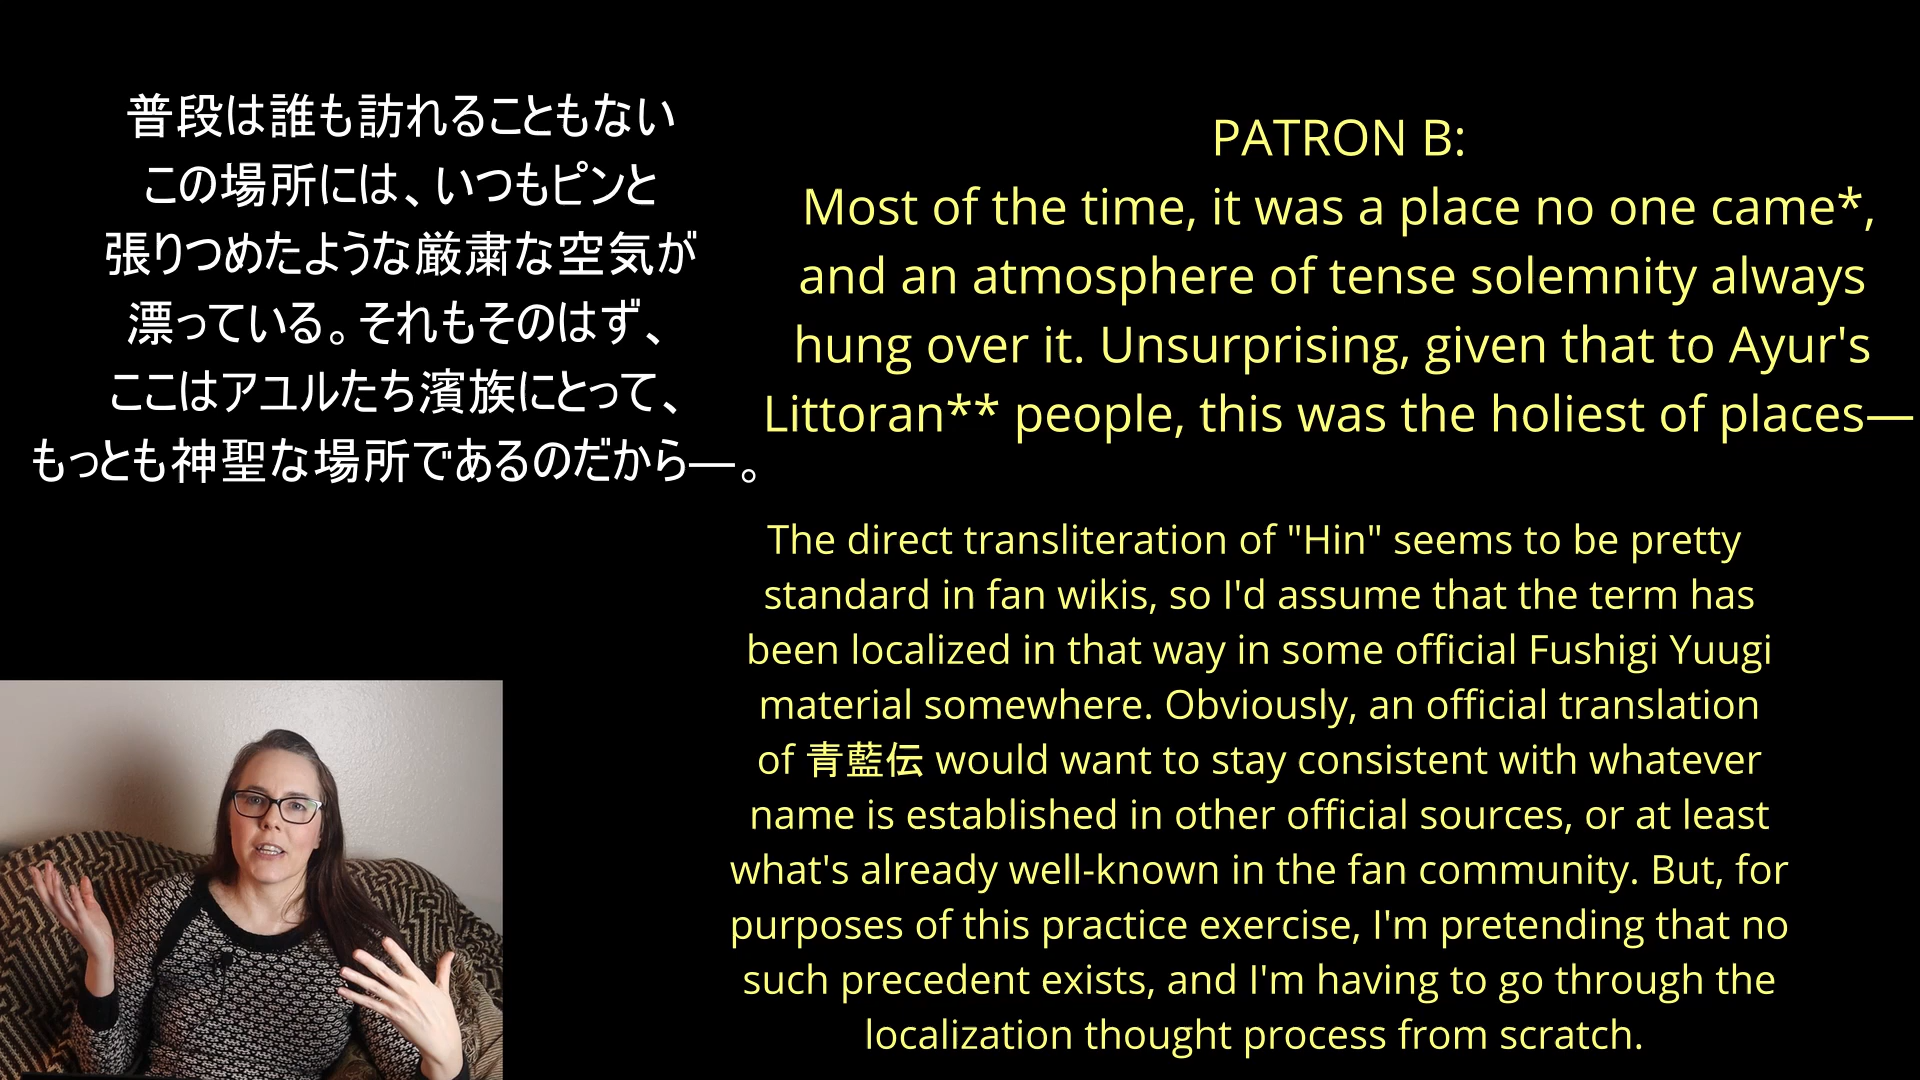 普段は誰も訪れることもない
この場所には、いつもピンと
張りつめたような厳粛な空気が
漂っている。それもそのはず、
ここはアユルたち濱族にとって、
もっとも神聖な場所であるのだから—。
PATRON B:
Most of the time, it was a place no one came*,
and an atmosphere of tense solemnity always
hung over it. Unsurprising, given that to Ayur's
Littoran** people, this was the holiest of places—
The direct transliteration of "Hin" seems to be pretty
standard in fan wikis, so I'd assume that the term has
been localized in that way in some official Fushigi Yuugi
material somewhere. Obviously, an official translation
of 青藍伝 would want to stay consistent with whatever
name is established in other official sources, or at least
what's already well-known in the fan community. But, for
purposes of this practice exercise, I'm pretending that no
such precedent exists, and I'm having to go through the
localization thought process from scratch.